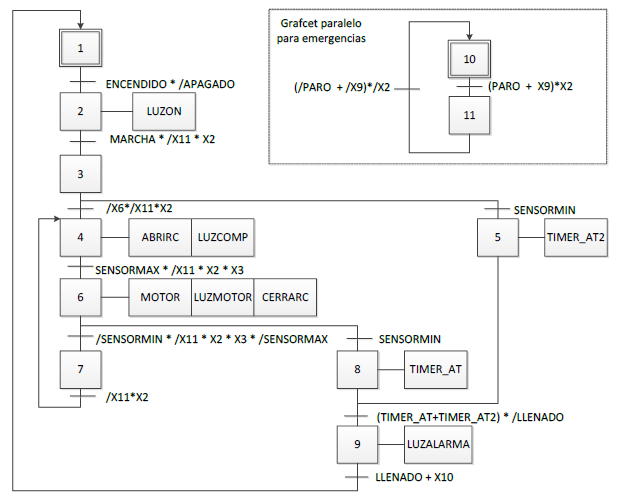 Grafcet paralelo
para emergencias
1
10
ENCENDIDO * /APAGADO
(/PARO + /X9)*/X2
(PARO + X9)*X2
2
LUZON
11
MARCHA * /X11 * X2
3
/X6*/X11*X2
SENSORMIN
4
ABRIRC
LUZCOMP
5
TIMER_AT2
SENSORMAX * /X11 * X2 * X3
6
MOTOR
LUZMOTOR
CERRARC
/SENSORMIN * /X11 * X2 * X3 * /SENSORMAX
SENSORMIN
7
8
TIMER_AT
/X11*X2
(TIMER_AT+TIMER_AT2) * /LLENADO
9
LUZALARMA
LLENADO + X10